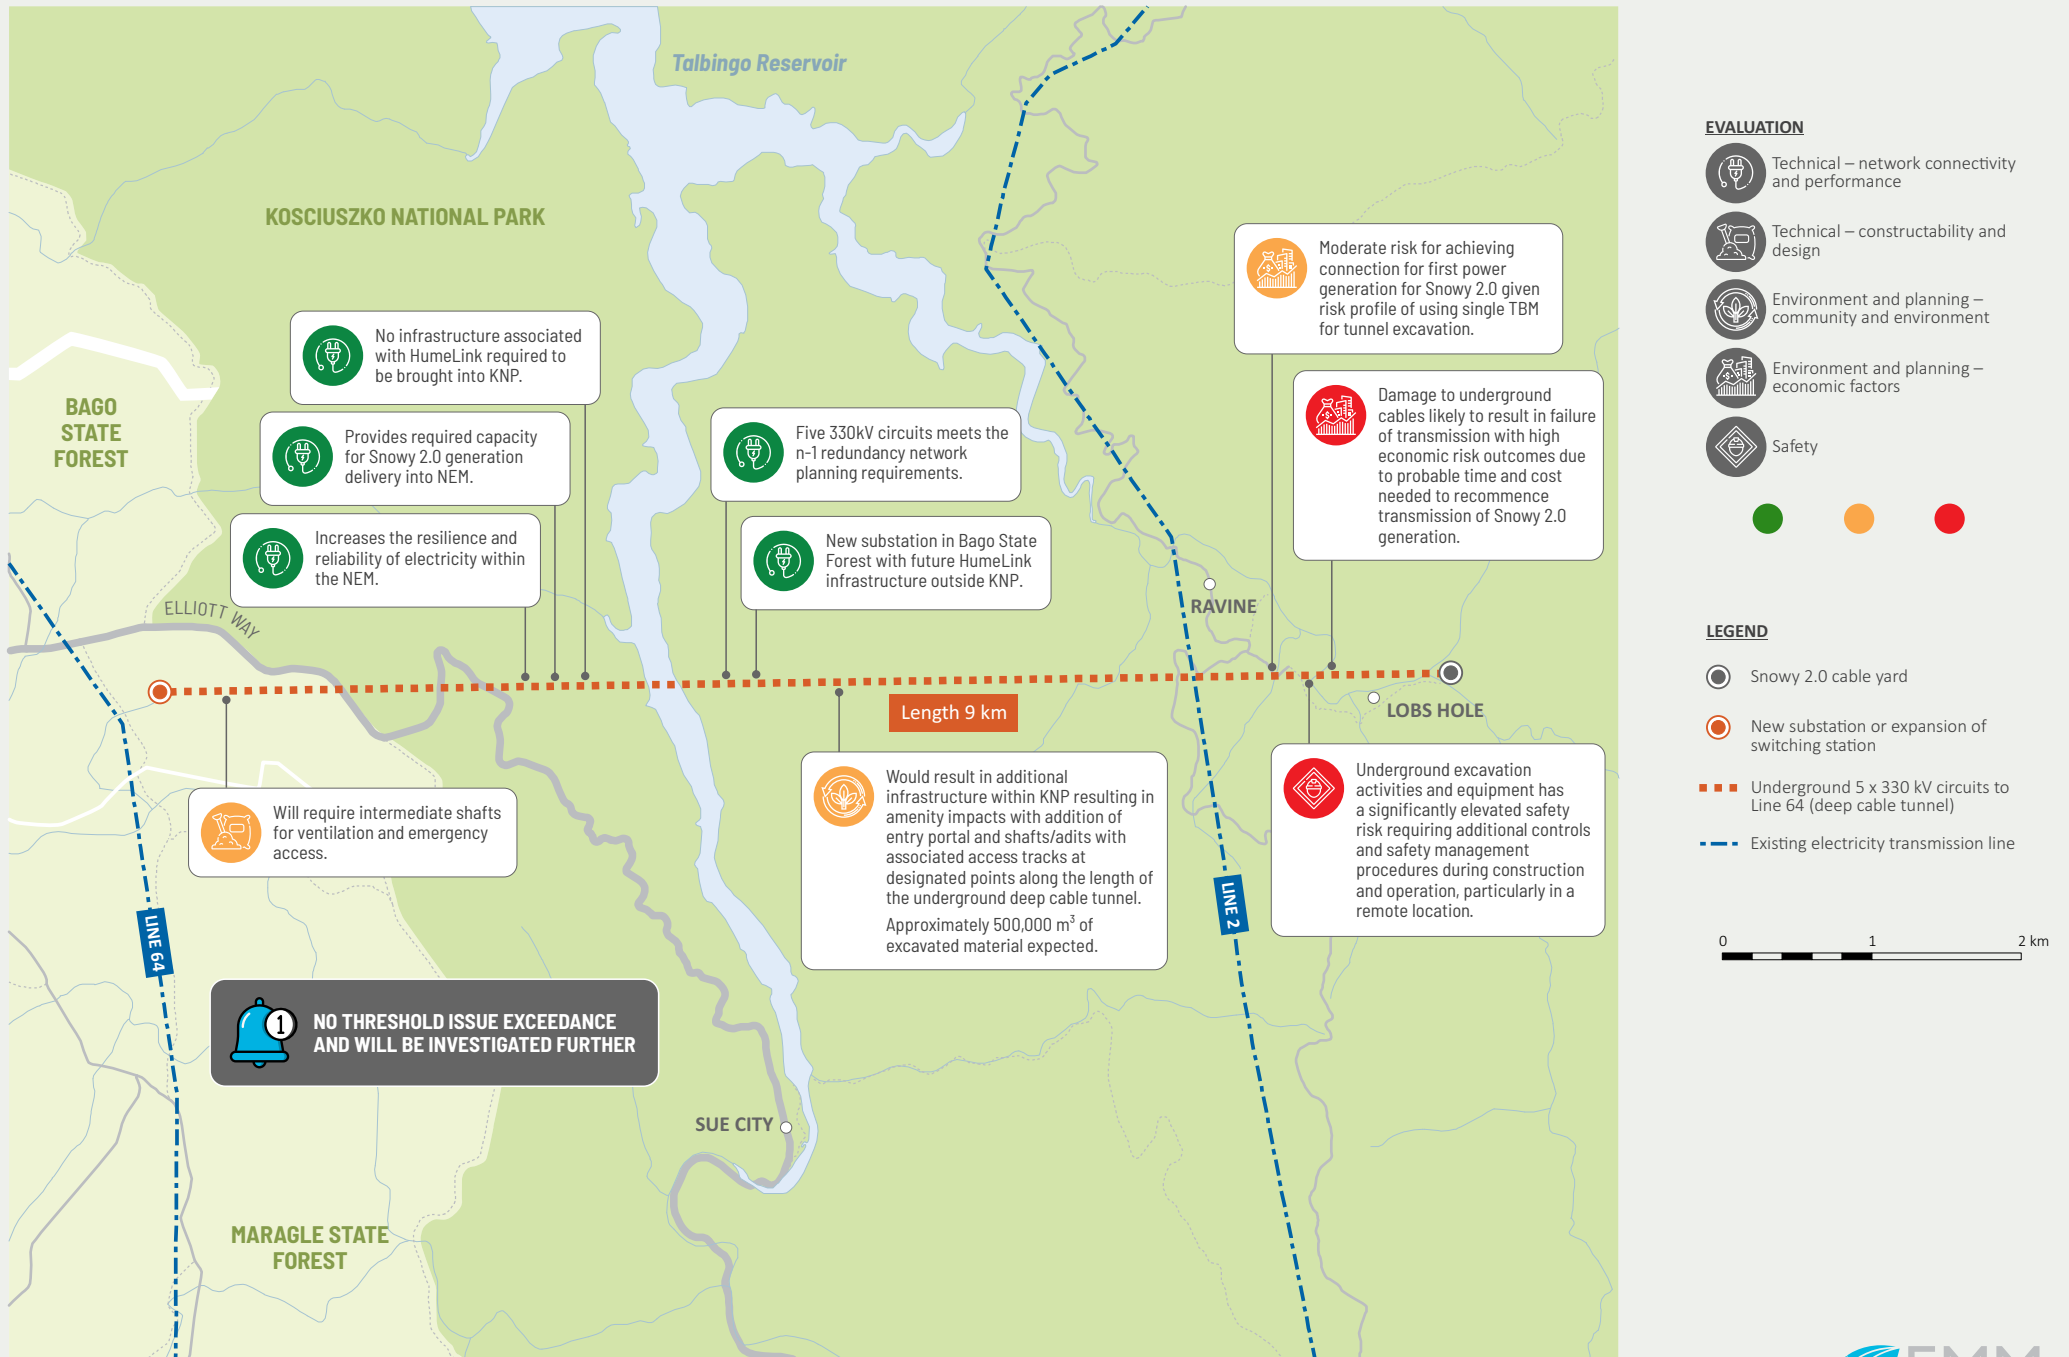 Talbingo Reservoir
KOSCIUSZKO NATIONAL PARK
BAGO
STATE
FOREST
No infrastructure associated
with HumeLink required to
be brought into KNP.
Provides required capacity
for Snowy 2.0 generation
delivery into NEM.
Increases the resilience and
reliability of electricity within
the NEM.
Five 330kV circuits meets the
n-1 redundancy network
planning requirements.
New substation in Bago State
Forest with future HumeLink
infrastructure outside KNP.
Moderate risk for achieving
connection for first power
generation for Snowy 2.0 given
risk profile of using single TBM
for tunnel excavation.
Damage to underground
cables likely to result in failure
of transmission with high
economic risk outcomes due
to probable time and cost
needed to recommence
transmission of Snowy 2.0
generation.
ELLIOTT WAY
RAVINE
LOBS HOLE
Length 9 km
Will require intermediate shafts
for ventilation and emergency
access.
Would result in additional
infrastructure within KNP resulting in
amenity impacts with addition of
entry portal and shafts/adits with
associated access tracks at
designated points along the length of
the underground deep cable tunnel.
Approximately 500,000 m³ of
excavated material expected.
Underground excavation
activities and equipment has
a significantly elevated safety
risk requiring additional controls
and safety management
procedures during construction
and operation, particularly in a
remote location.
LINE 64
LINE 2
1
NO THRESHOLD ISSUE EXCEEDANCE
AND WILL BE INVESTIGATED FURTHER
SUE CITY
MARAGLE STATE
FOREST
EVALUATION
Technical – network connectivity
and performance
Technical – constructability and
design
Environment and planning –
community and environment
Environment and planning –
economic factors
Safety
LEGEND
Snowy 2.0 cable yard
New substation or expansion of
switching station
Underground 5 x 330 kV circuits to
Line 64 (deep cable tunnel)
Existing electricity transmission line
0 1 2 km
EMM